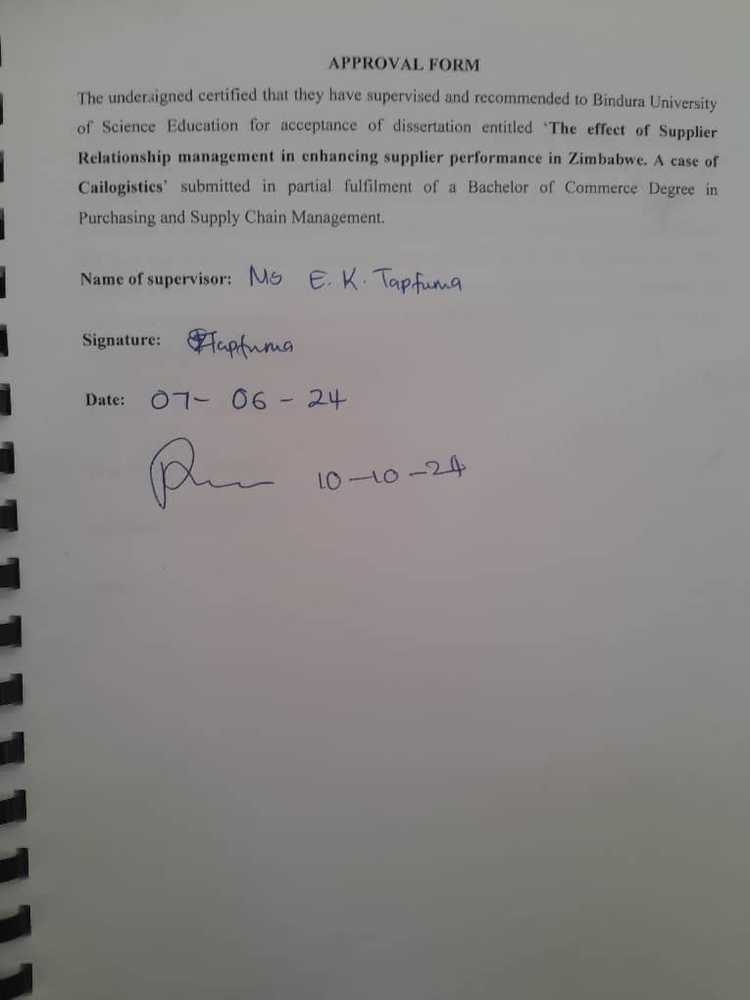 APPROVAL FORM
The undersigned certified that they have supervised and recommended to Bindura University
of Science Education for acceptance of dissertation entitled ‘The effect of Supplier
Relationship management in enhancing supplier performance in Zimbabwe. A case of
Cailogistics’ submitted in partial fulfilment of a Bachelor of Commerce Degree in
Purchasing and Supply Chain Management.
Name of supervisor: Ms E. K. Tapfuma
Signature: Tapfuma
Date: 07- 06 - 24
10-10-24